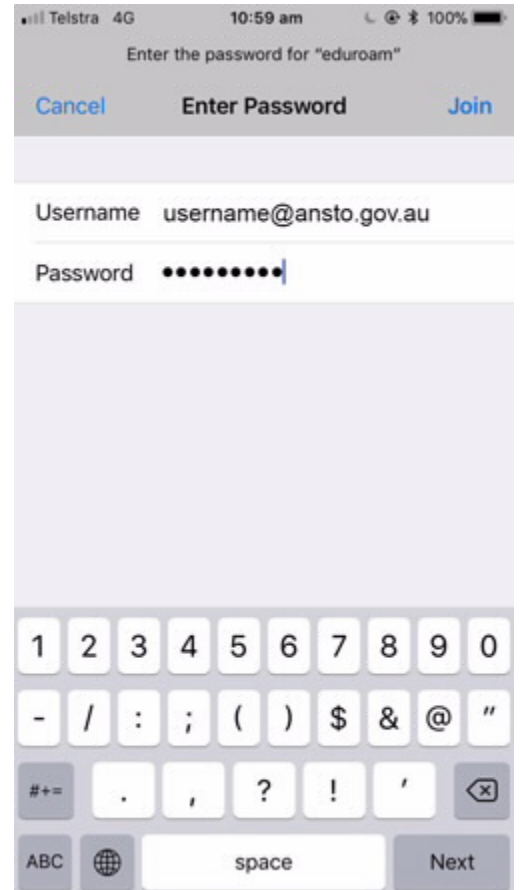 Telstra 4G 10:59 am 100%
Enter the password for "eduroam"
Cancel Enter Password Join
Username username@ansto.gov.au
Password •••••••••
1 2 3 4 5 6 7 8 9 0
- / : ; ( ) $ & @ "
#+= . , ? ! '
ABC space Next